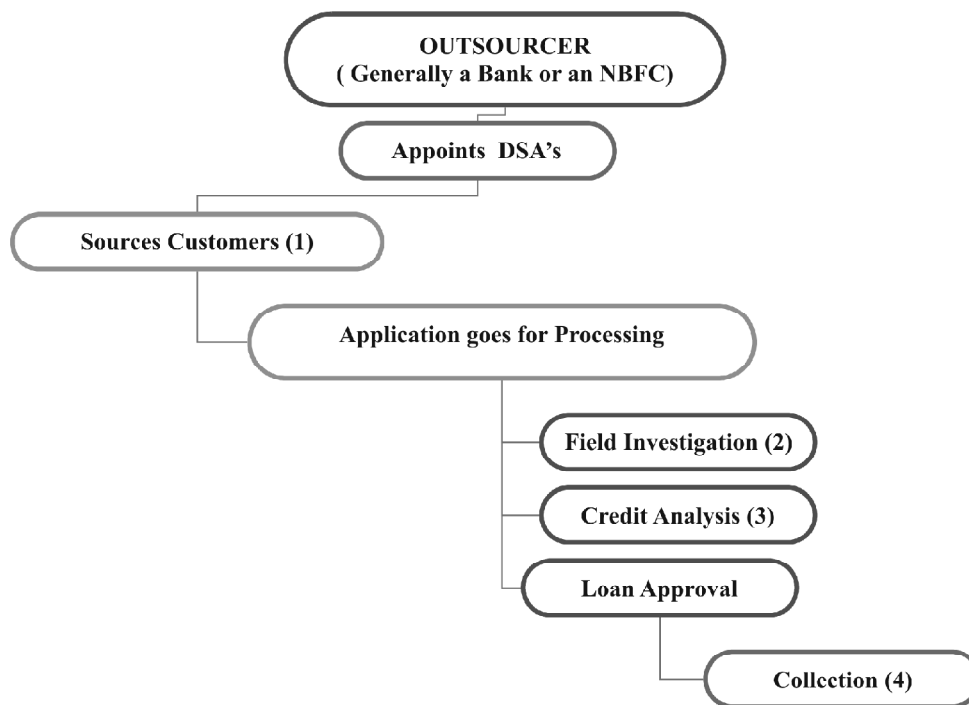 OUTSOURCER
( Generally a Bank or an NBFC)
Appoints DSA's
Sources Customers (1)
Application goes for Processing
Field Investigation (2)
Credit Analysis (3)
Loan Approval
Collection (4)